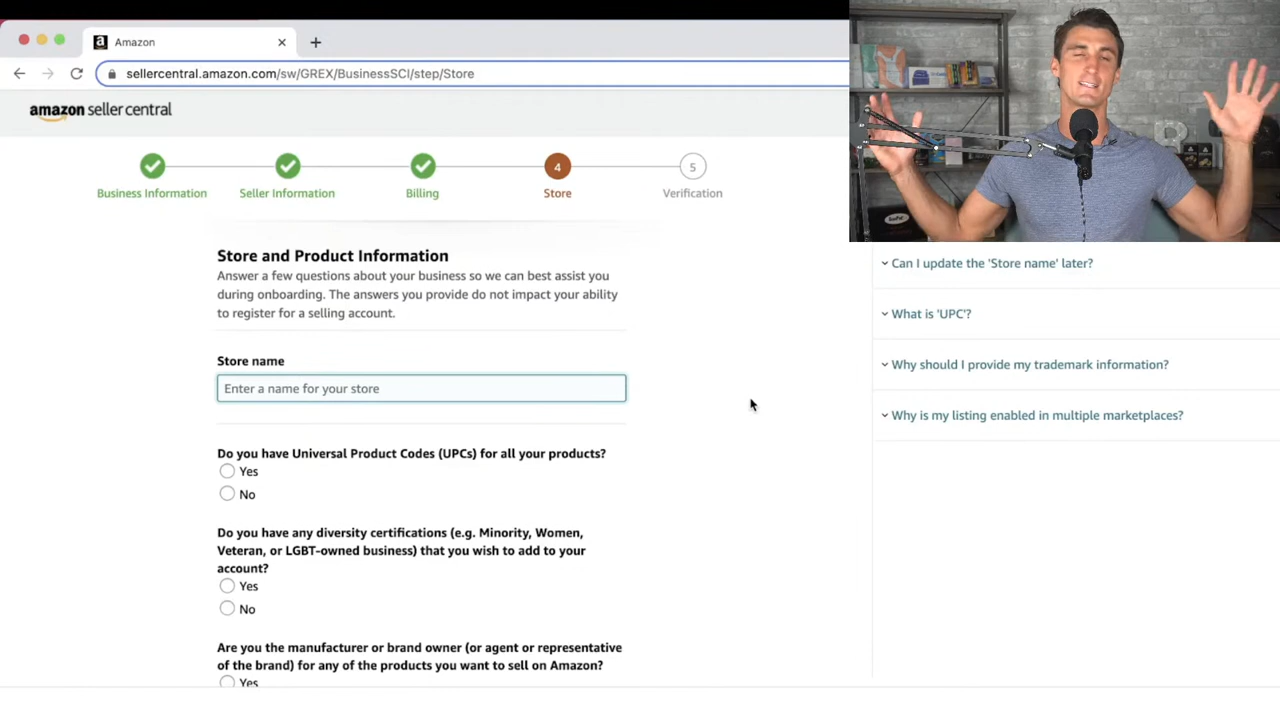 Amazon
sellercentral.amazon.com/sw/GREX/BusinessSCI/step/Store
amazon seller central
4
5
Business Information
Seller Information
Billing
Store
Verification
Store and Product Information
Answer a few questions about your business so we can best assist you
during onboarding. The answers you provide do not impact your ability
to register for a selling account.
Store name
Enter a name for your store
Do you have Universal Product Codes (UPCs) for all your products?
Yes
No
Do you have any diversity certifications (e.g. Minority, Women,
Veteran, or LGBT-owned business) that you wish to add to your
account?
Yes
No
Are you the manufacturer or brand owner (or agent or representative
of the brand) for any of the products you want to sell on Amazon?
Yes
Can I update the 'Store name' later?
What is 'UPC'?
Why should I provide my trademark information?
Why is my listing enabled in multiple marketplaces?